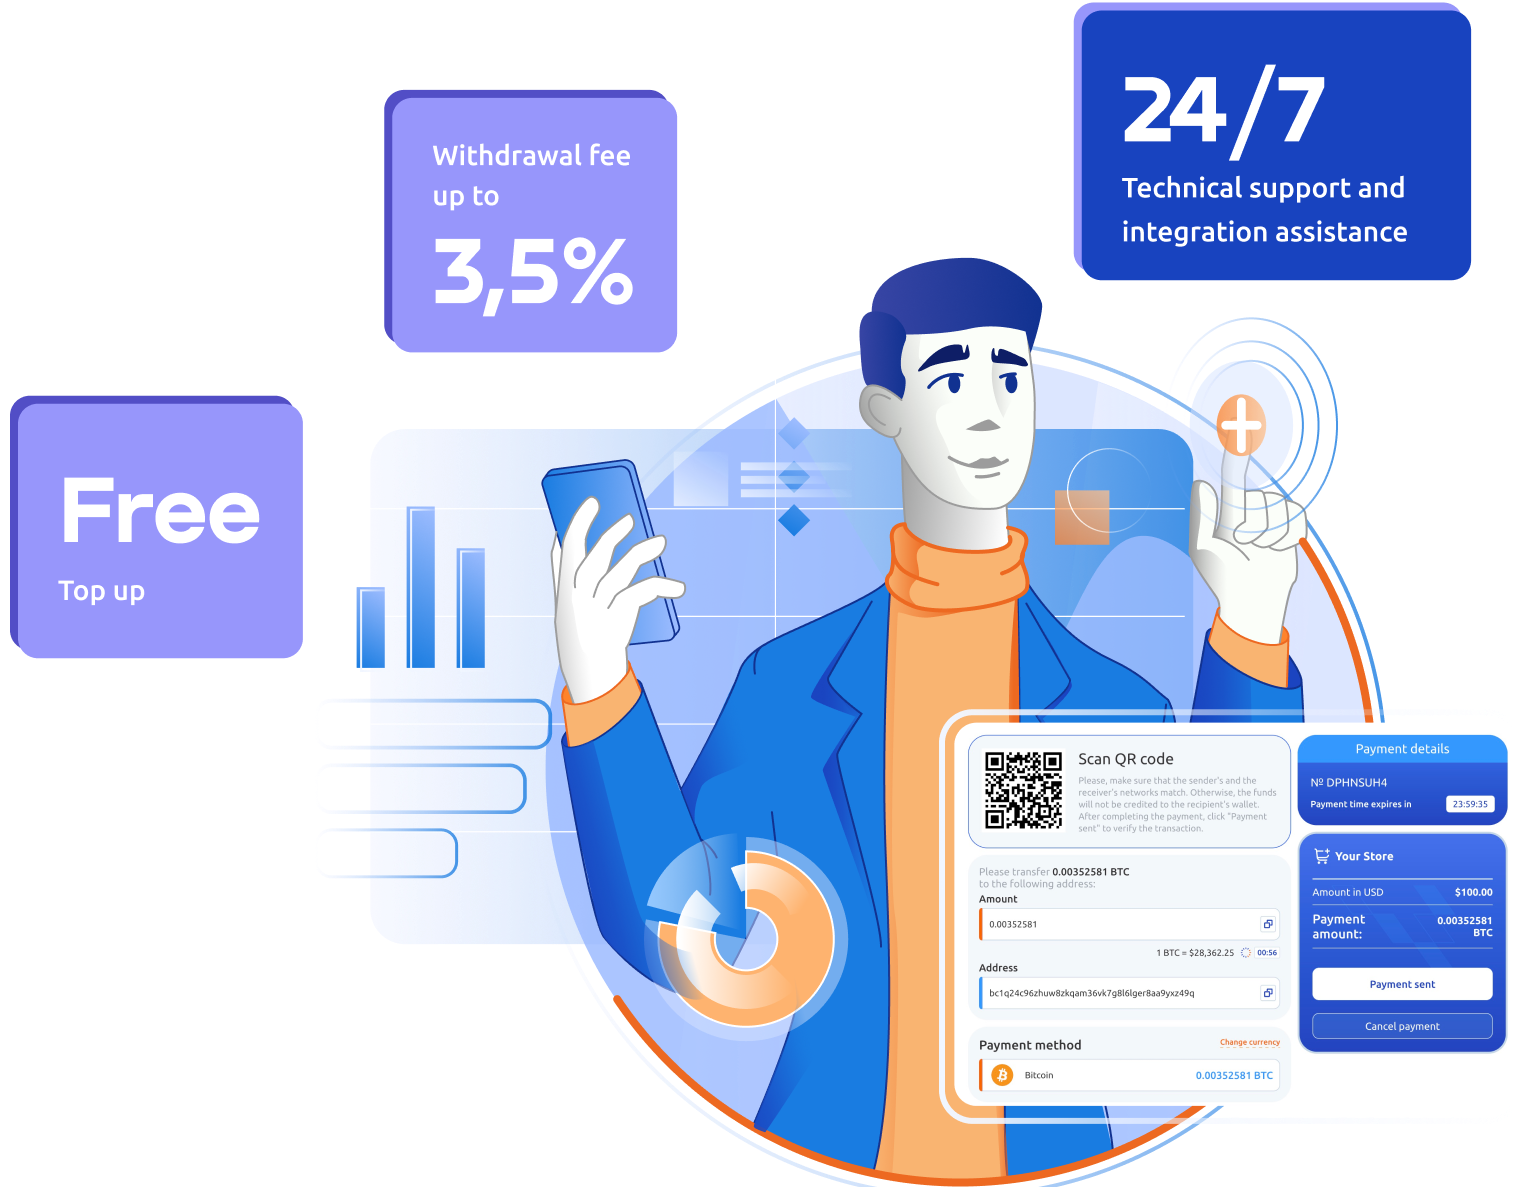 24/7
Technical support and
integration assistance
Withdrawal fee
up to
3,5%
Free
Top up
Scan QR code
Please, make sure that the sender's and the
receiver's networks match. Otherwise, the funds
will not be credited to the recipient's wallet.
After completing the payment, click "Payment
sent" to verify the transaction.
Please transfer 0.00352581 BTC
to the following address:
Amount
0.00352581
1 BTC = $28,362.25 00:56
Address
bc1q24c96zhuw8zkqam36vk7g8l6lger8aa9yxz49q
Payment method Change currency
Bitcoin 0.00352581 BTC
Payment details
№ DPHNSUH4
Payment time expires in 23:59:35
Your Store
Amount in USD $100.00
Payment 0.00352581
amount: BTC
Payment sent
Cancel payment